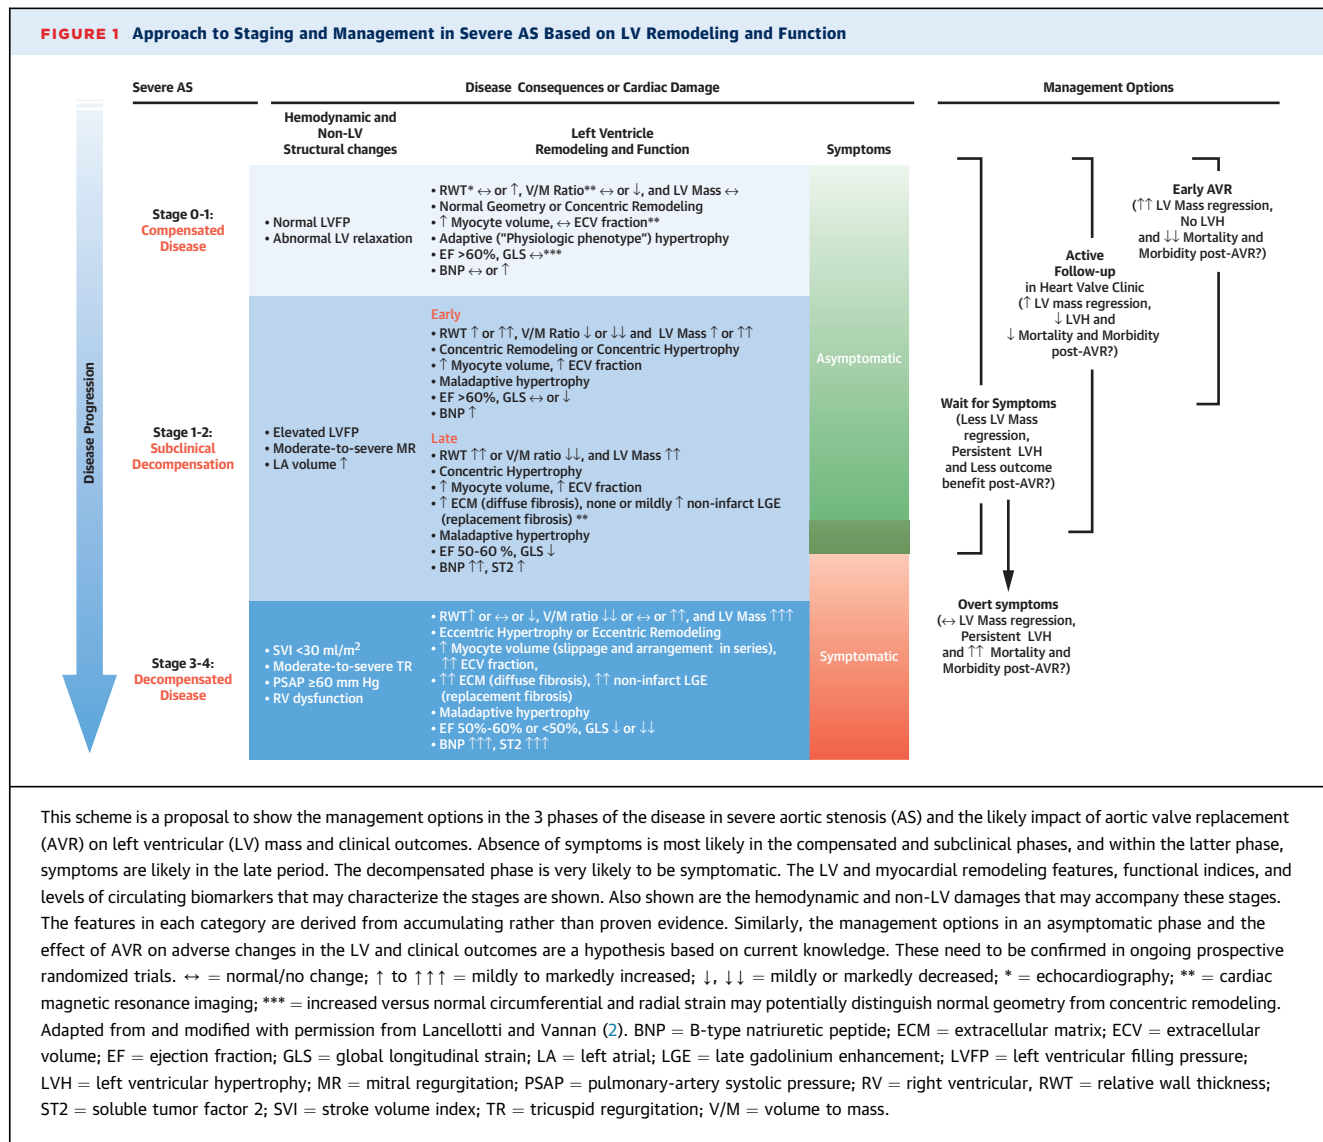 FIGURE 1 Approach to Staging and Management in Severe AS Based on LV Remodeling and Function
Severe AS
Disease Consequences or Cardiac Damage
Management Options
Hemodynamic and
Non-LV
Structural changes
Left Ventricle
Remodeling and Function
Symptoms
Disease Progression
Stage 0-1:
Compensated
Disease
• Normal LVFP
• Abnormal LV relaxation
• RWT* ↔ or ↑, V/M Ratio** ↔ or ↓, and LV Mass ↔
• Normal Geometry or Concentric Remodeling
• ↑ Myocyte volume, ↔ ECV fraction**
• Adaptive ("Physiologic phenotype") hypertrophy
• EF >60%, GLS ↔***
• BNP ↔ or ↑
Stage 1-2:
Subclinical
Decompensation
• Elevated LVFP
• Moderate-to-severe MR
• LA volume ↑
Early
• RWT ↑ or ↑↑, V/M Ratio ↓ or ↓↓ and LV Mass ↑ or ↑↑
• Concentric Remodeling or Concentric Hypertrophy
• ↑ Myocyte volume, ↑ ECV fraction
• Maladaptive hypertrophy
• EF >60%, GLS ↔ or ↓
• BNP ↑
Late
• RWT ↑↑ or V/M ratio ↓↓, and LV Mass ↑↑
• Concentric Hypertrophy
• ↑ Myocyte volume, ↑ ECV fraction
• ↑ ECM (diffuse fibrosis), none or mildly ↑ non-infarct LGE
(replacement fibrosis) **
• Maladaptive hypertrophy
• EF 50-60 %, GLS ↓
• BNP ↑↑, ST2 ↑
Stage 3-4:
Decompensated
Disease
• SVI <30 ml/m²
• Moderate-to-severe TR
• PSAP ≥60 mm Hg
• RV dysfunction
• RWT↑ or ↔ or ↓, V/M ratio ↓↓ or ↔ or ↑↑, and LV Mass ↑↑↑
• Eccentric Hypertrophy or Eccentric Remodeling
• ↑ Myocyte volume (slippage and arrangement in series),
↑↑ ECV fraction,
• ↑↑ ECM (diffuse fibrosis), ↑↑ non-infarct LGE
(replacement fibrosis)
• Maladaptive hypertrophy
• EF 50%-60% or <50%, GLS ↓ or ↓↓
• BNP ↑↑↑, ST2 ↑↑↑
Asymptomatic
Symptomatic
Early AVR
(↑↑ LV Mass regression,
No LVH
and ↓↓ Mortality and
Morbidity post-AVR?)
Active
Follow-up
in Heart Valve Clinic
(↑ LV mass regression,
↓ LVH and
↓ Mortality and Morbidity
post-AVR?)
Wait for Symptoms
(Less LV Mass
regression,
Persistent LVH
and Less outcome
benefit post-AVR?)
Overt symptoms
(↔ LV Mass regression,
Persistent LVH
and ↑↑ Mortality and
Morbidity post-AVR?)
This scheme is a proposal to show the management options in the 3 phases of the disease in severe aortic stenosis (AS) and the likely impact of aortic valve replacement
(AVR) on left ventricular (LV) mass and clinical outcomes. Absence of symptoms is most likely in the compensated and subclinical phases, and within the latter phase,
symptoms are likely in the late period. The decompensated phase is very likely to be symptomatic. The LV and myocardial remodeling features, functional indices, and
levels of circulating biomarkers that may characterize the stages are shown. Also shown are the hemodynamic and non-LV damages that may accompany these stages.
The features in each category are derived from accumulating rather than proven evidence. Similarly, the management options in an asymptomatic phase and the
effect of AVR on adverse changes in the LV and clinical outcomes are a hypothesis based on current knowledge. These need to be confirmed in ongoing prospective
randomized trials. ↔ = normal/no change; ↑ to ↑↑↑ = mildly to markedly increased; ↓, ↓↓ = mildly or markedly decreased; * = echocardiography; ** = cardiac
magnetic resonance imaging; *** = increased versus normal circumferential and radial strain may potentially distinguish normal geometry from concentric remodeling.
Adapted from and modified with permission from Lancellotti and Vannan (2). BNP = B-type natriuretic peptide; ECM = extracellular matrix; ECV = extracellular
volume; EF = ejection fraction; GLS = global longitudinal strain; LA = left atrial; LGE = late gadolinium enhancement; LVFP = left ventricular filling pressure;
LVH = left ventricular hypertrophy; MR = mitral regurgitation; PSAP = pulmonary-artery systolic pressure; RV = right ventricular, RWT = relative wall thickness;
ST2 = soluble tumor factor 2; SVI = stroke volume index; TR = tricuspid regurgitation; V/M = volume to mass.